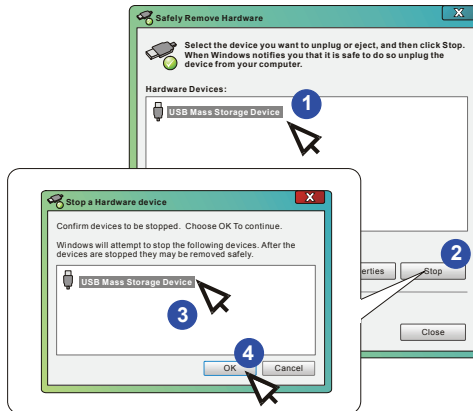 Safely Remove Hardware
X
Select the device you want to unplug or eject, and then click Stop.
When Windows notifies you that it is safe to do so unplug the
device from your computer.
Hardware Devices:
1
USB Mass Storage Device
2
erties
Stop
Close
Stop a Hardware device
X
Confirm devices to be stopped. Choose OK To continue.
Windows will attempt to stop the following devices. After the
devices are stopped they may be removed safely.
USB Mass Storage Device
3
4
OK
Cancel